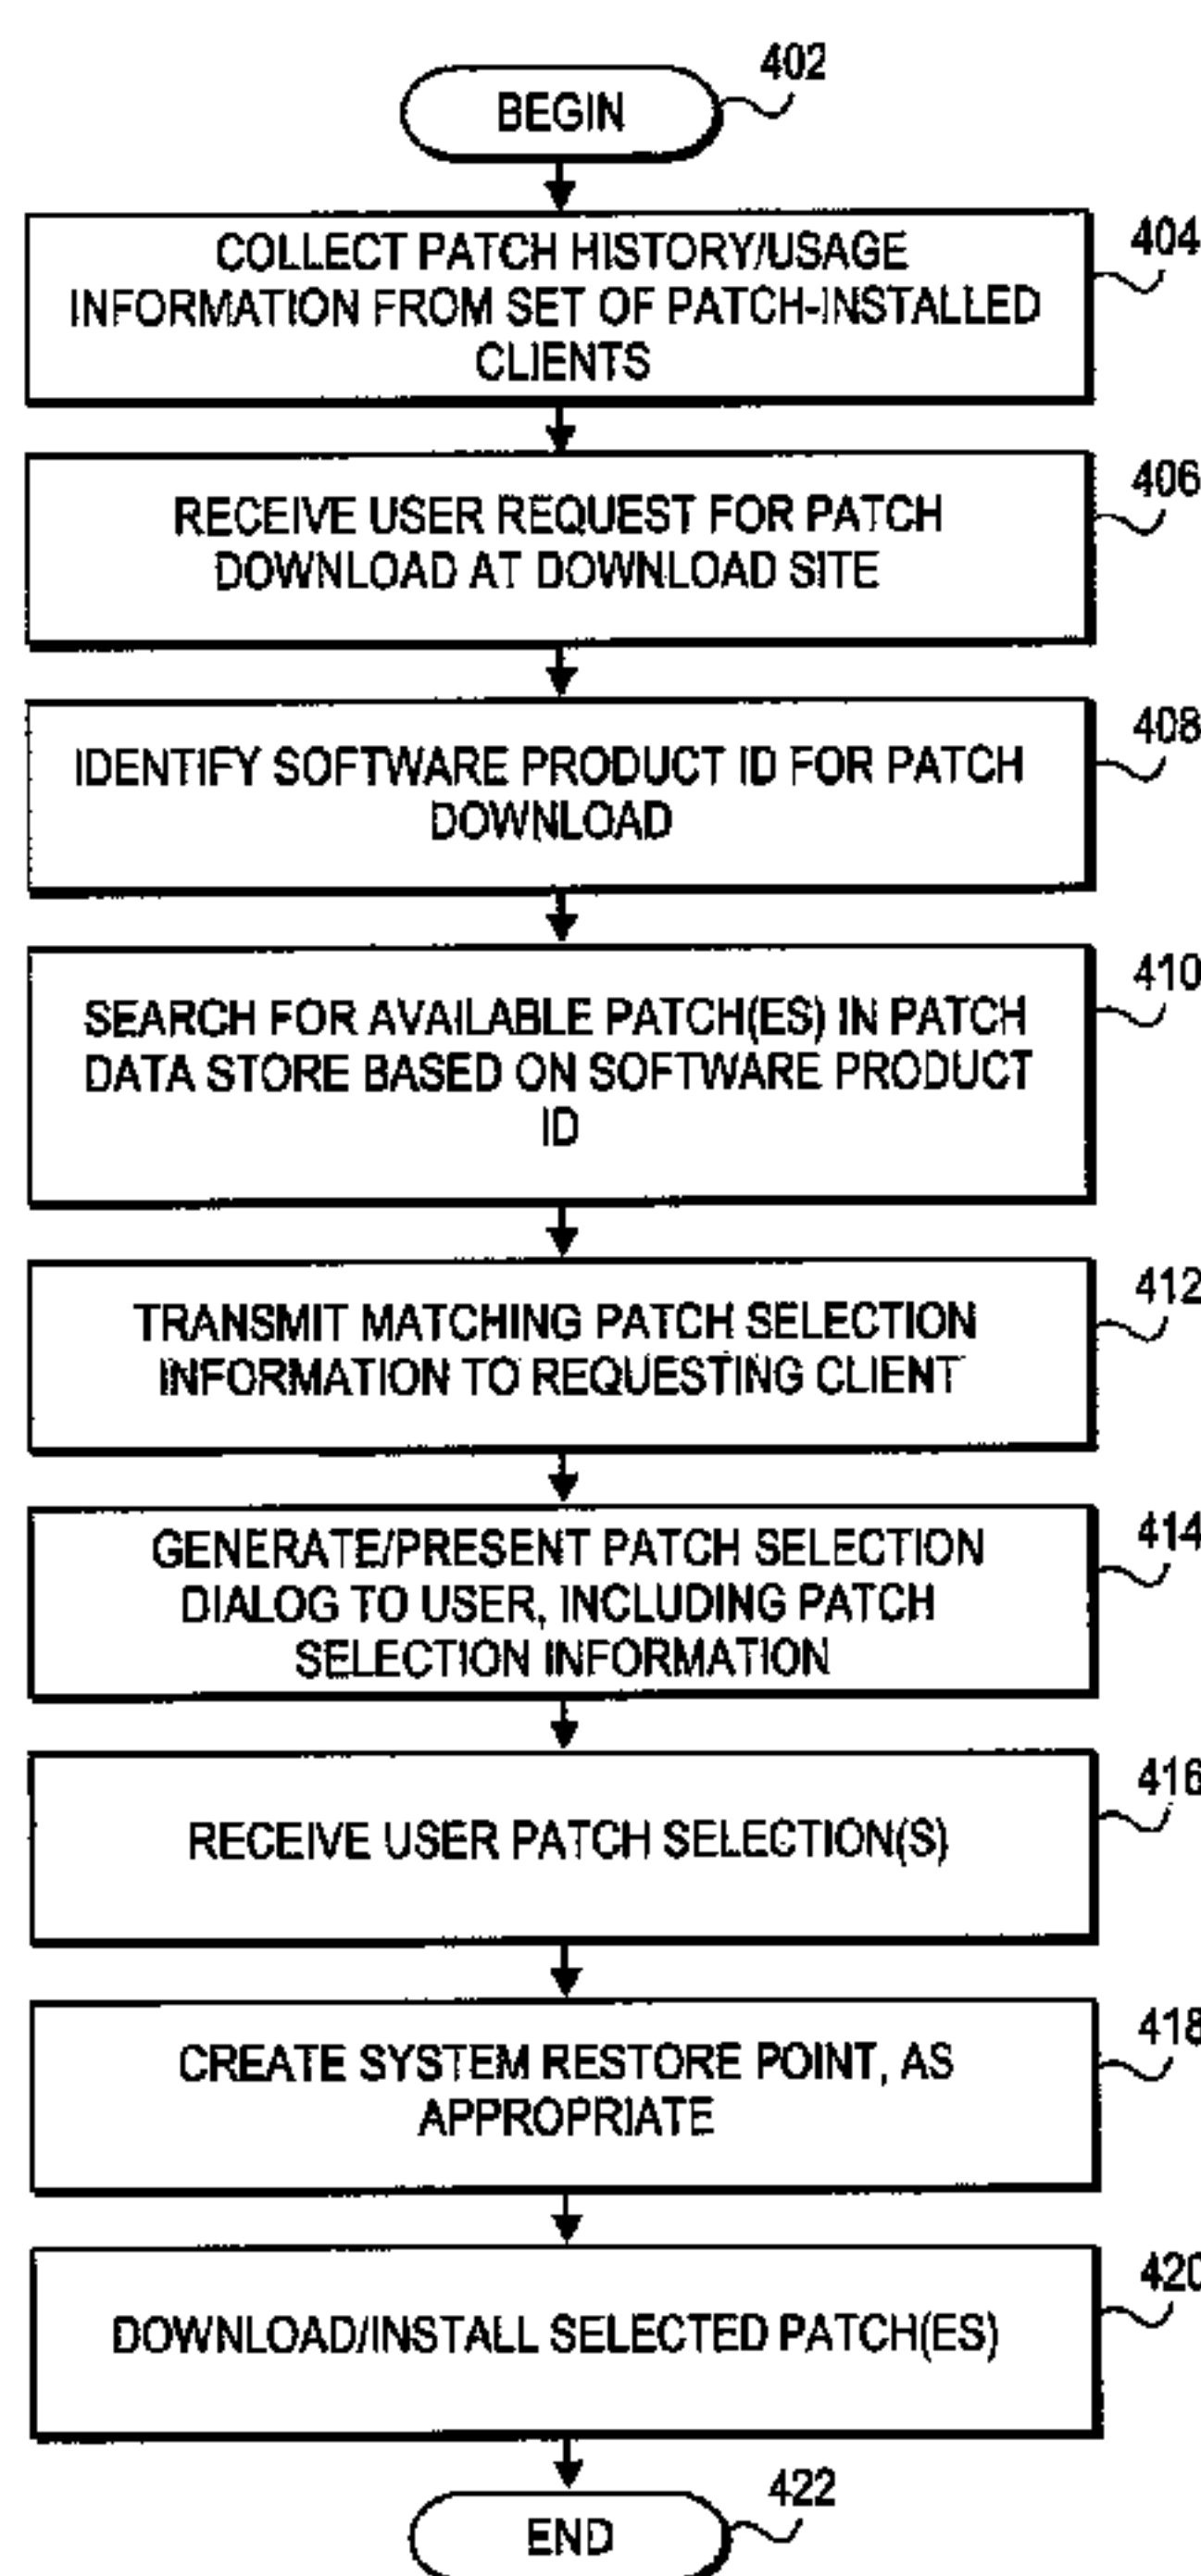 402
BEGIN
404
COLLECT PATCH HISTORY/USAGE
INFORMATION FROM SET OF PATCH-INSTALLED
CLIENTS
406
RECEIVE USER REQUEST FOR PATCH
DOWNLOAD AT DOWNLOAD SITE
408
IDENTIFY SOFTWARE PRODUCT ID FOR PATCH
DOWNLOAD
410
SEARCH FOR AVAILABLE PATCH(ES) IN PATCH
DATA STORE BASED ON SOFTWARE PRODUCT
ID
412
TRANSMIT MATCHING PATCH SELECTION
INFORMATION TO REQUESTING CLIENT
414
GENERATE/PRESENT PATCH SELECTION
DIALOG TO USER, INCLUDING PATCH
SELECTION INFORMATION
416
RECEIVE USER PATCH SELECTION(S)
418
CREATE SYSTEM RESTORE POINT, AS
APPROPRIATE
420
DOWNLOAD/INSTALL SELECTED PATCH(ES)
422
END